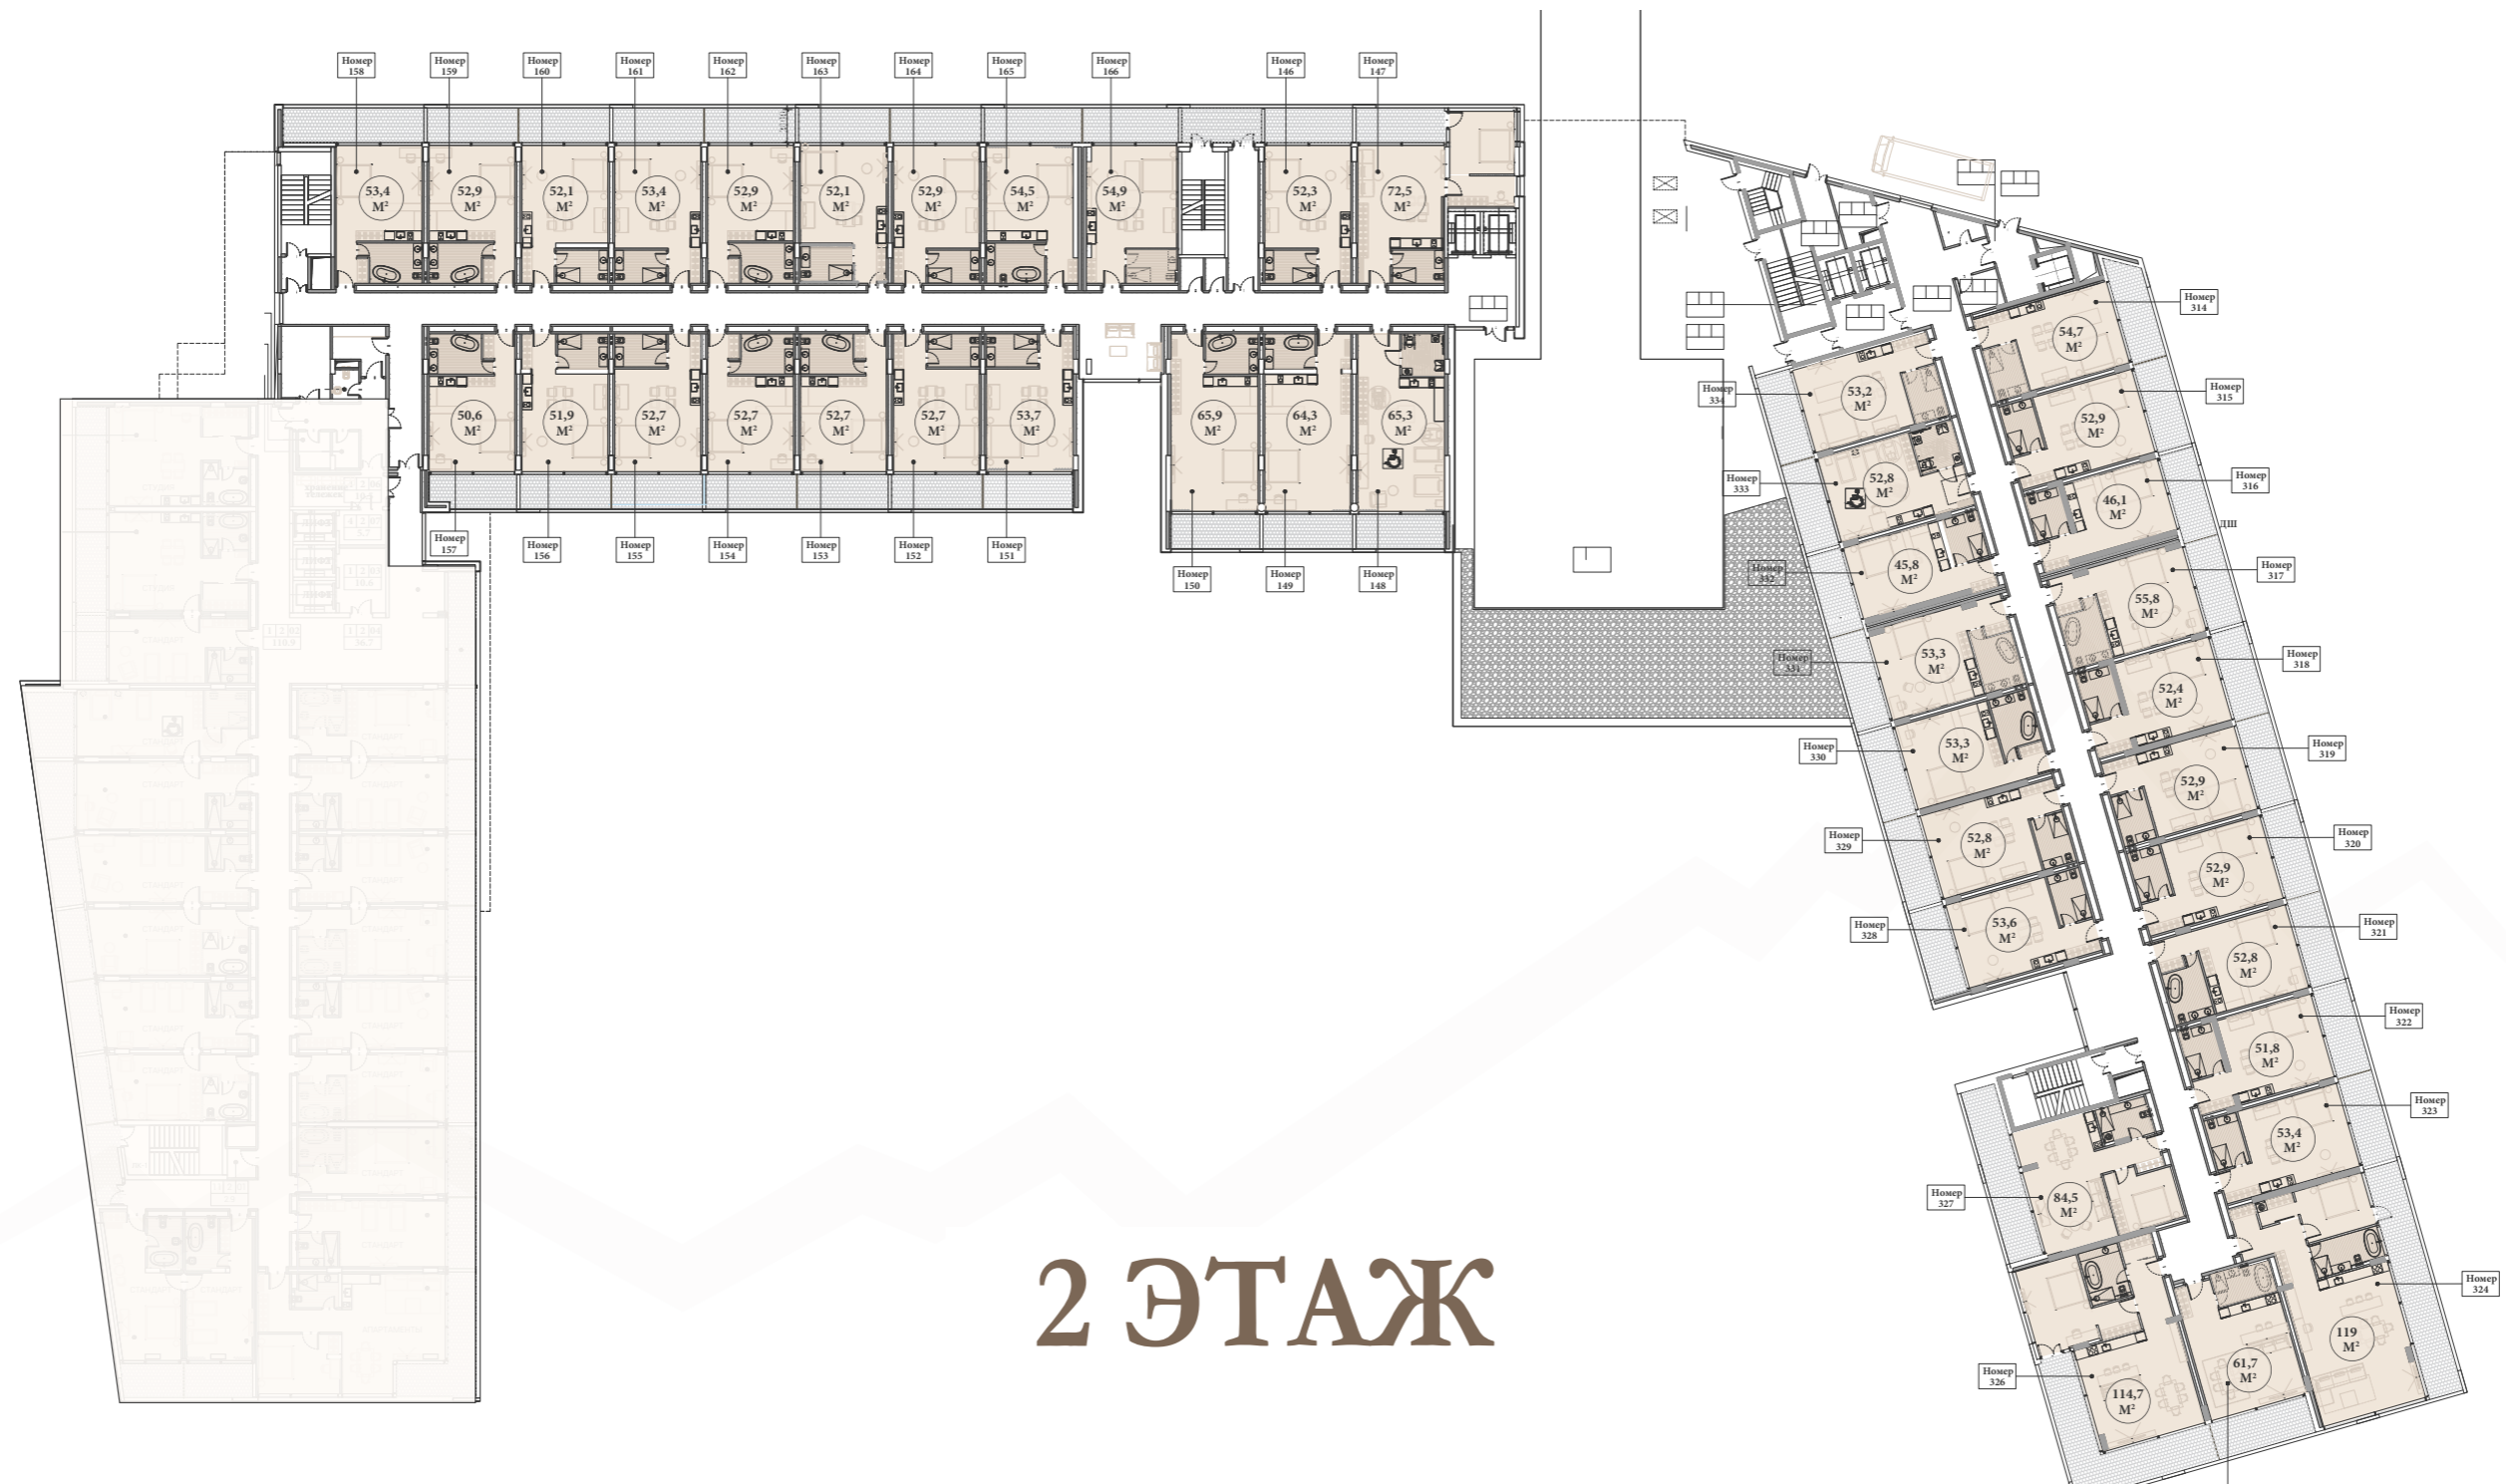 Номер
158
Номер
159
Номер
160
Номер
161
Номер
162
Номер
163
Номер
164
Номер
165
Номер
166
Номер
146
Номер
147
53,4
М²
52,9
М²
52,1
М²
53,4
М²
52,9
М²
52,1
М²
52,9
М²
54,5
М²
54,9
М²
52,3
М²
72,5
М²
50,6
М²
51,9
М²
52,7
М²
52,7
М²
52,7
М²
52,7
М²
53,7
М²
65,9
М²
64,3
М²
65,3
М²
Номер
157
Номер
156
Номер
155
Номер
154
Номер
153
Номер
152
Номер
151
Номер
150
Номер
149
Номер
148
Номер
314
54,7
М²
Номер
334
53,2
М²
Номер
315
52,9
М²
Номер
333
52,8
М²
Номер
316
46,1
М²
ДШ
Номер
332
45,8
М²
Номер
317
55,8
М²
Номер
331
53,3
М²
Номер
318
52,4
М²
Номер
330
53,3
М²
Номер
319
52,9
М²
Номер
329
52,8
М²
Номер
320
52,9
М²
Номер
328
53,6
М²
Номер
321
52,8
М²
Номер
322
51,8
М²
Номер
323
53,4
М²
Номер
327
84,5
М²
Номер
324
119
М²
61,7
М²
Номер
326
114,7
М²
2 ЭТАЖ